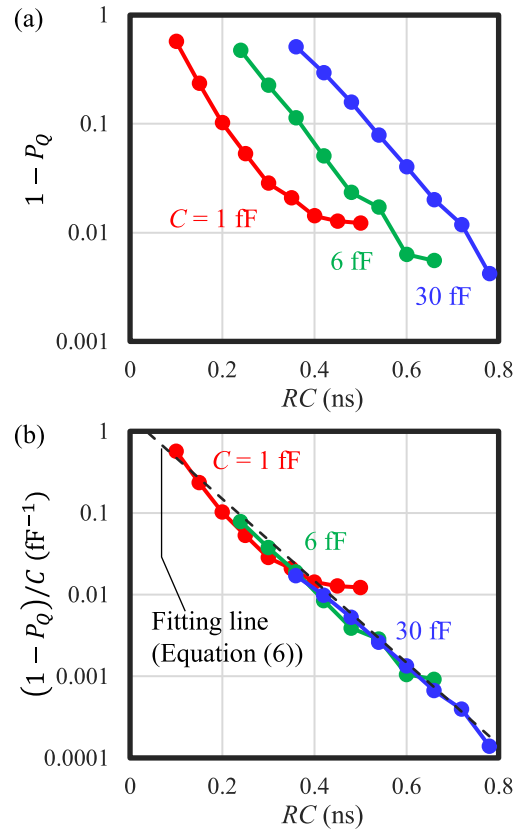 (a)
1
0.1
0.01
0.001
1 − P_Q
C = 1 fF
6 fF
30 fF
0 0.2 0.4 0.6 0.8
RC (ns)
(b)
1
0.1
0.01
0.001
0.0001
(1 − P_Q)/C (fF⁻¹)
C = 1 fF
6 fF
30 fF
Fitting line
(Equation (6))
0 0.2 0.4 0.6 0.8
RC (ns)